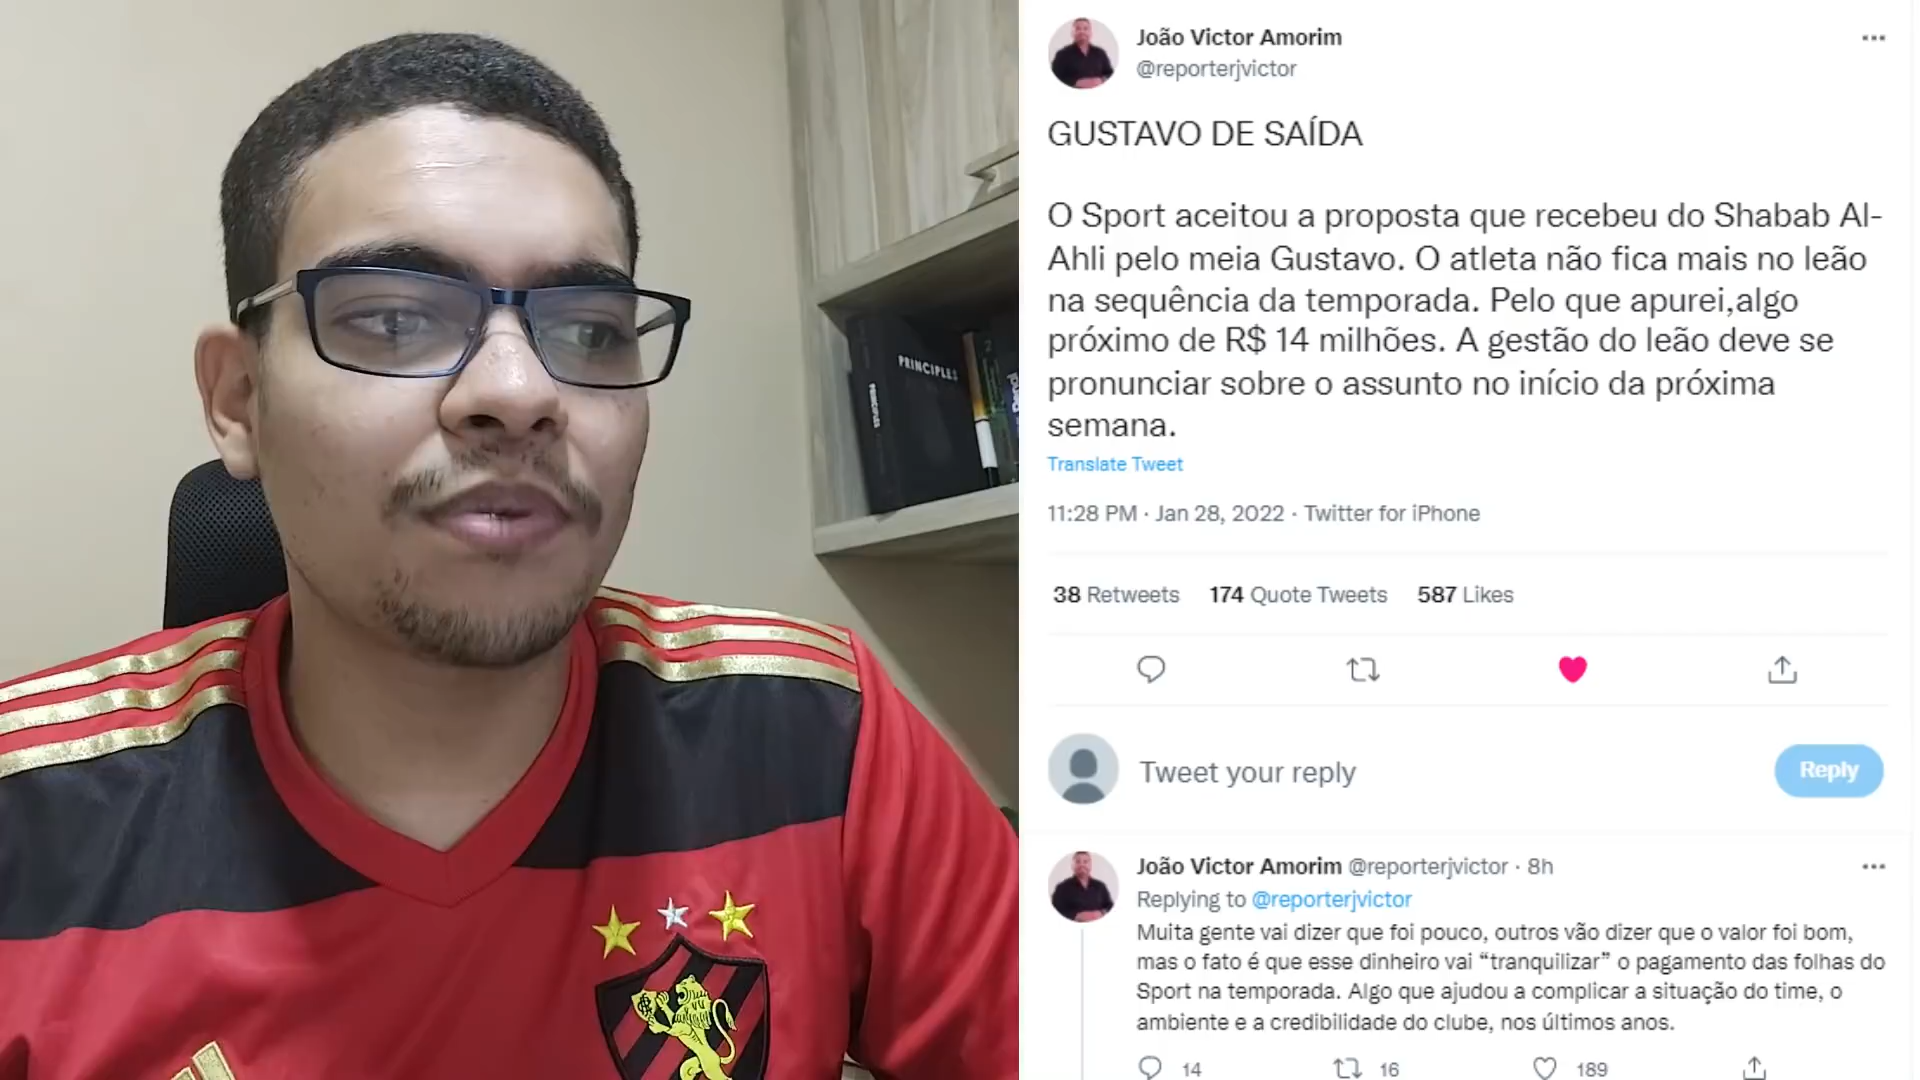 PRINCIPLES
PRINCIPLES
João Victor Amorim
@reporterjvictor
GUSTAVO DE SAÍDA
O Sport aceitou a proposta que recebeu do Shabab Al-
Ahli pelo meia Gustavo. O atleta não fica mais no leão
na sequência da temporada. Pelo que apurei,algo
próximo de R$ 14 milhões. A gestão do leão deve se
pronunciar sobre o assunto no início da próxima
semana.
Translate Tweet
11:28 PM · Jan 28, 2022 · Twitter for iPhone
38 Retweets 174 Quote Tweets 587 Likes
Tweet your reply
Reply
João Victor Amorim @reporterjvictor · 8h
Replying to @reporterjvictor
Muita gente vai dizer que foi pouco, outros vão dizer que o valor foi bom,
mas o fato é que esse dinheiro vai “tranquilizar” o pagamento das folhas do
Sport na temporada. Algo que ajudou a complicar a situação do time, o
ambiente e a credibilidade do clube, nos últimos anos.
14 16 189